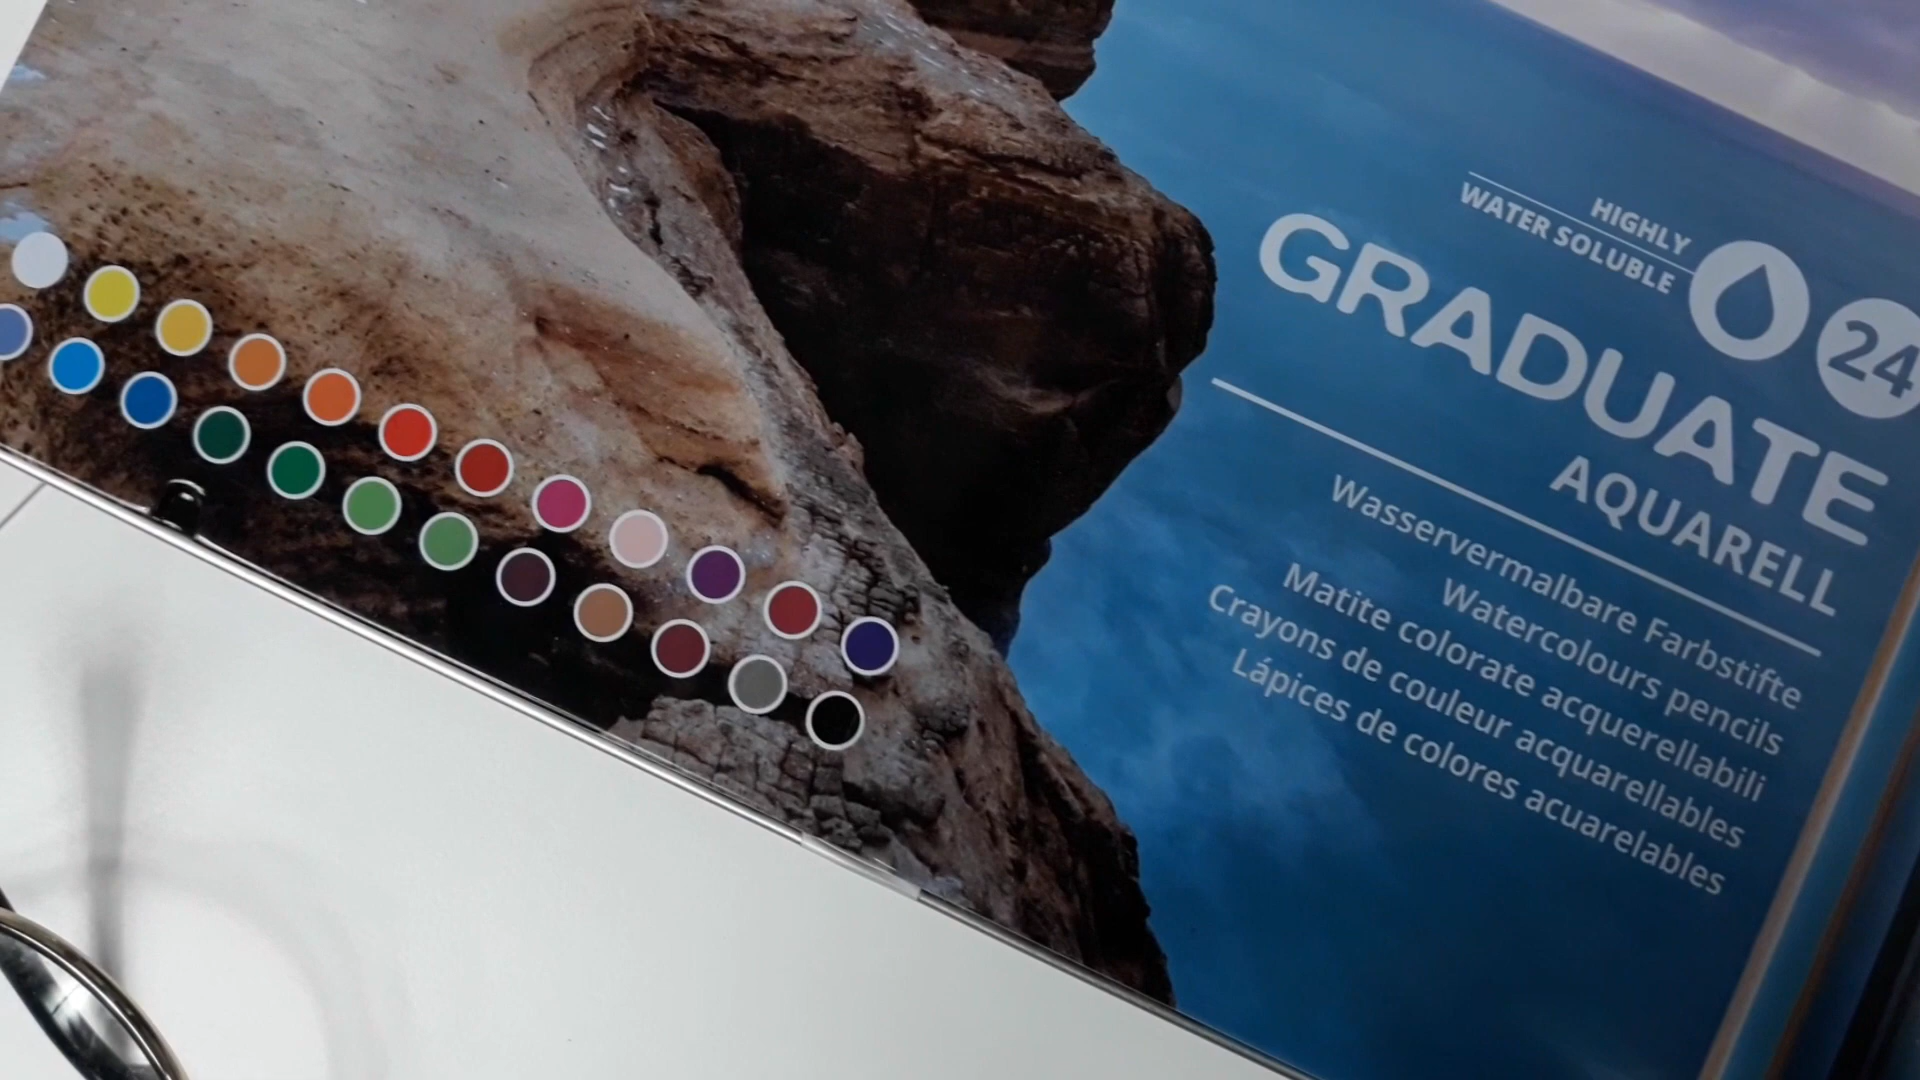 HIGHLY
WATER SOLUBLE
24
GRADUATE
AQUARELL
Wasservermalbare Farbstifte
Watercolours pencils
Matite colorate acquerellabili
Crayons de couleur acquarellables
Lápices de colores acuarelables